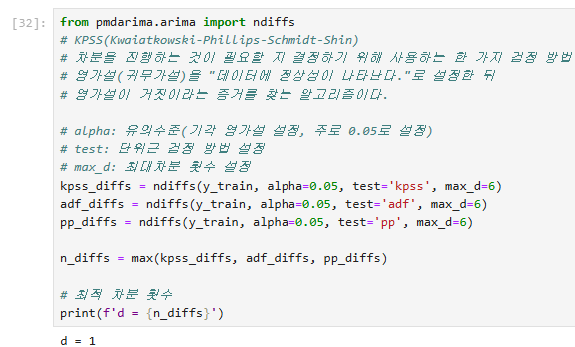 [32]: from pmdarima.arima import ndiffs
# KPSS(Kwaiatkowski-Phillips-Schmidt-Shin)
# 차분을 진행하는 것이 필요할 지 결정하기 위해 사용하는 한 가지 검정 방법
# 영가설(귀무가설)을 "데이터에 정상성이 나타난다."로 설정한 뒤
# 영가설이 거짓이라는 증거를 찾는 알고리즘이다.
# alpha: 유의수준(기각 영가설 설정, 주로 0.05로 설정)
# test: 단위근 검정 방법 설정
# max_d: 최대차분 횟수 설정
kpss_diffs = ndiffs(y_train, alpha=0.05, test='kpss', max_d=6)
adf_diffs = ndiffs(y_train, alpha=0.05, test='adf', max_d=6)
pp_diffs = ndiffs(y_train, alpha=0.05, test='pp', max_d=6)
n_diffs = max(kpss_diffs, adf_diffs, pp_diffs)
# 최적 차분 횟수
print(f'd = {n_diffs}')
d = 1